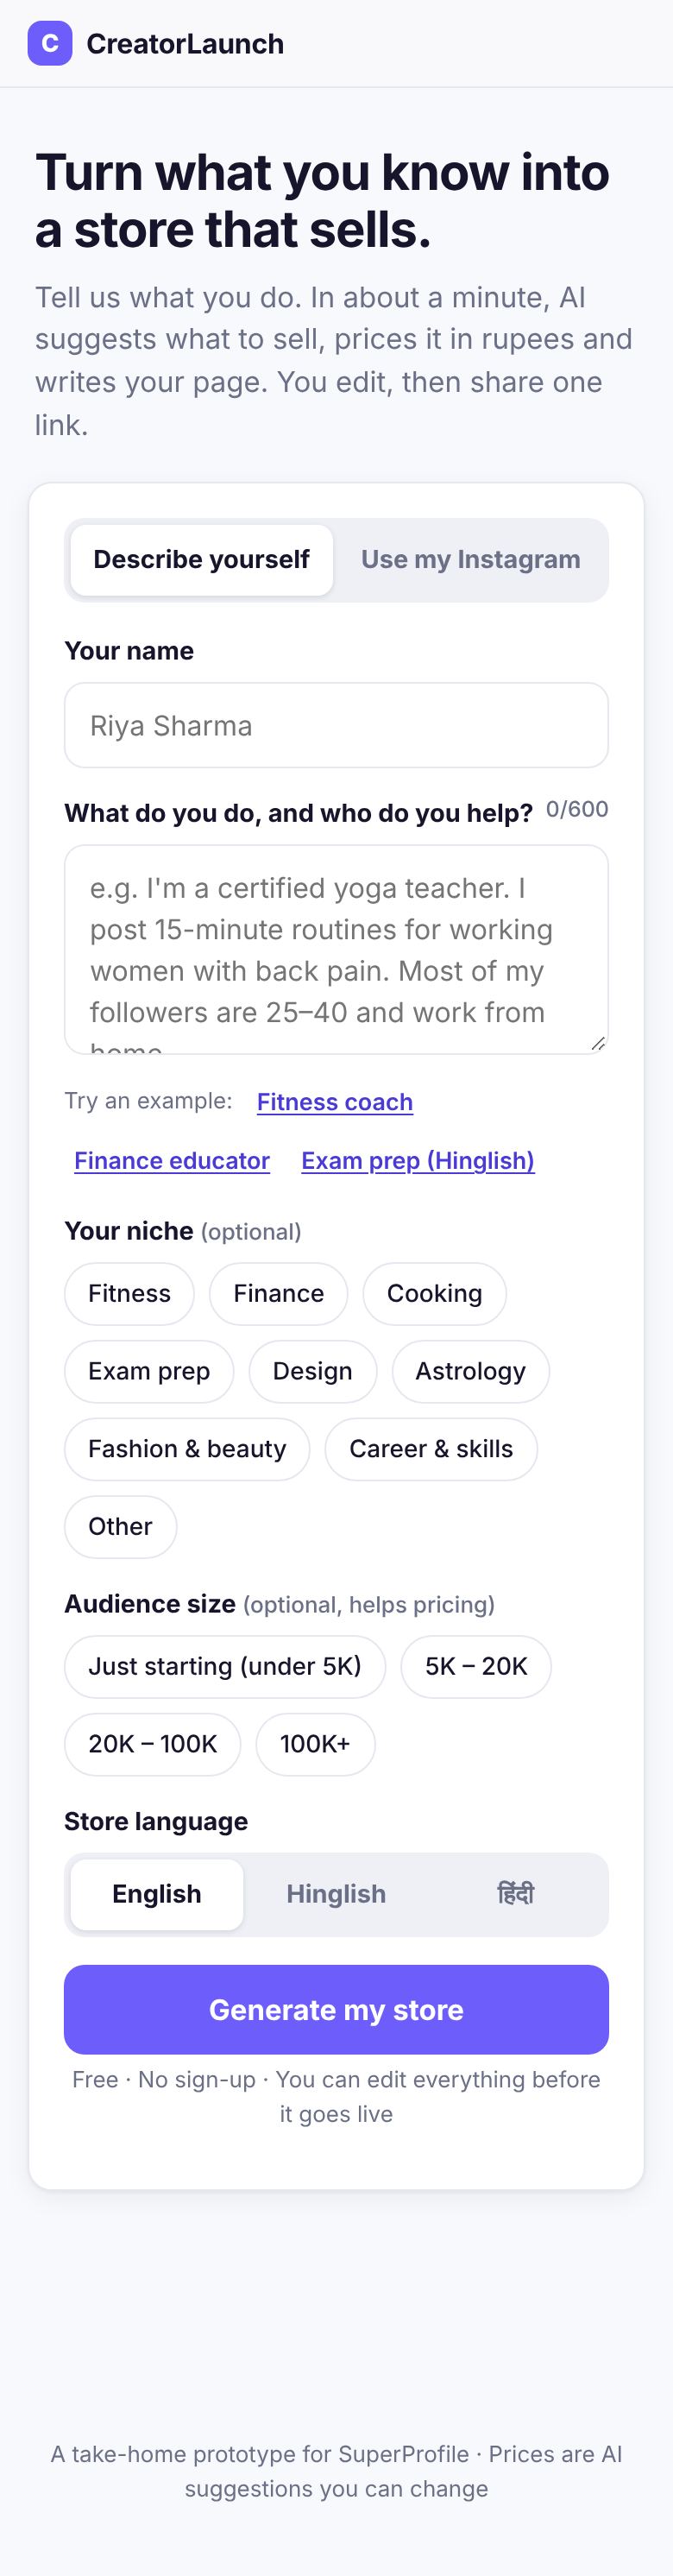 C CreatorLaunch
Turn what you know into
a store that sells.
Tell us what you do. In about a minute, AI
suggests what to sell, prices it in rupees and
writes your page. You edit, then share one
link.
Describe yourself Use my Instagram
Your name
Riya Sharma
What do you do, and who do you help? 0/600
e.g. I'm a certified yoga teacher. I
post 15-minute routines for working
women with back pain. Most of my
followers are 25–40 and work from
home
Try an example: Fitness coach
Finance educator Exam prep (Hinglish)
Your niche (optional)
Fitness Finance Cooking
Exam prep Design Astrology
Fashion & beauty Career & skills
Other
Audience size (optional, helps pricing)
Just starting (under 5K) 5K – 20K
20K – 100K 100K+
Store language
English Hinglish हिंदी
Generate my store
Free · No sign-up · You can edit everything before
it goes live
A take-home prototype for SuperProfile · Prices are AI
suggestions you can change